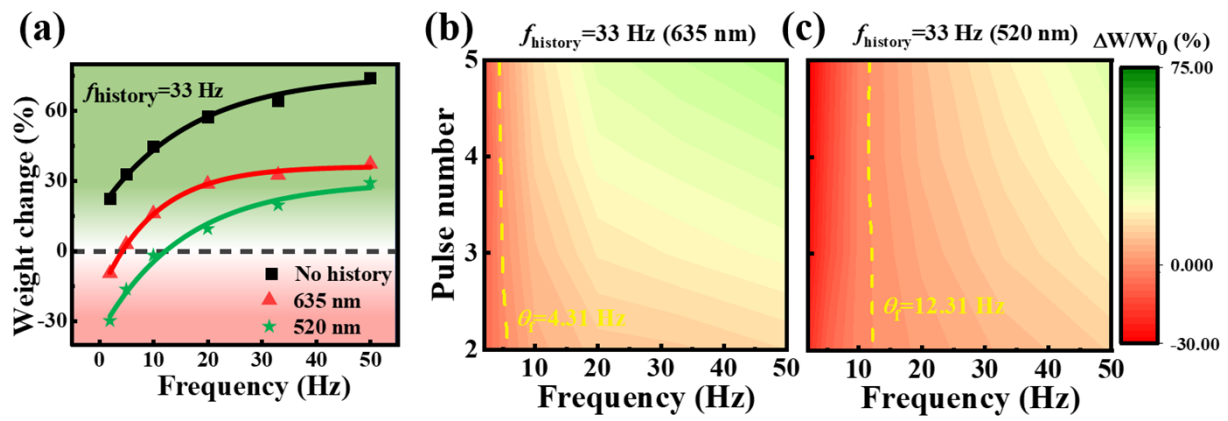 (a)
Weight change (%)
60
30
0
-30
f_history=33 Hz
No history
635 nm
520 nm
0 10 20 30 40 50
Frequency (Hz)
(b)
f_history=33 Hz (635 nm)
Pulse number
5
4
3
2
θ_f=4.31 Hz
10 20 30 40 50
Frequency (Hz)
(c)
f_history=33 Hz (520 nm)
θ_f=12.31 Hz
10 20 30 40 50
Frequency (Hz)
ΔW/W₀ (%)
75.00
0.000
-30.00